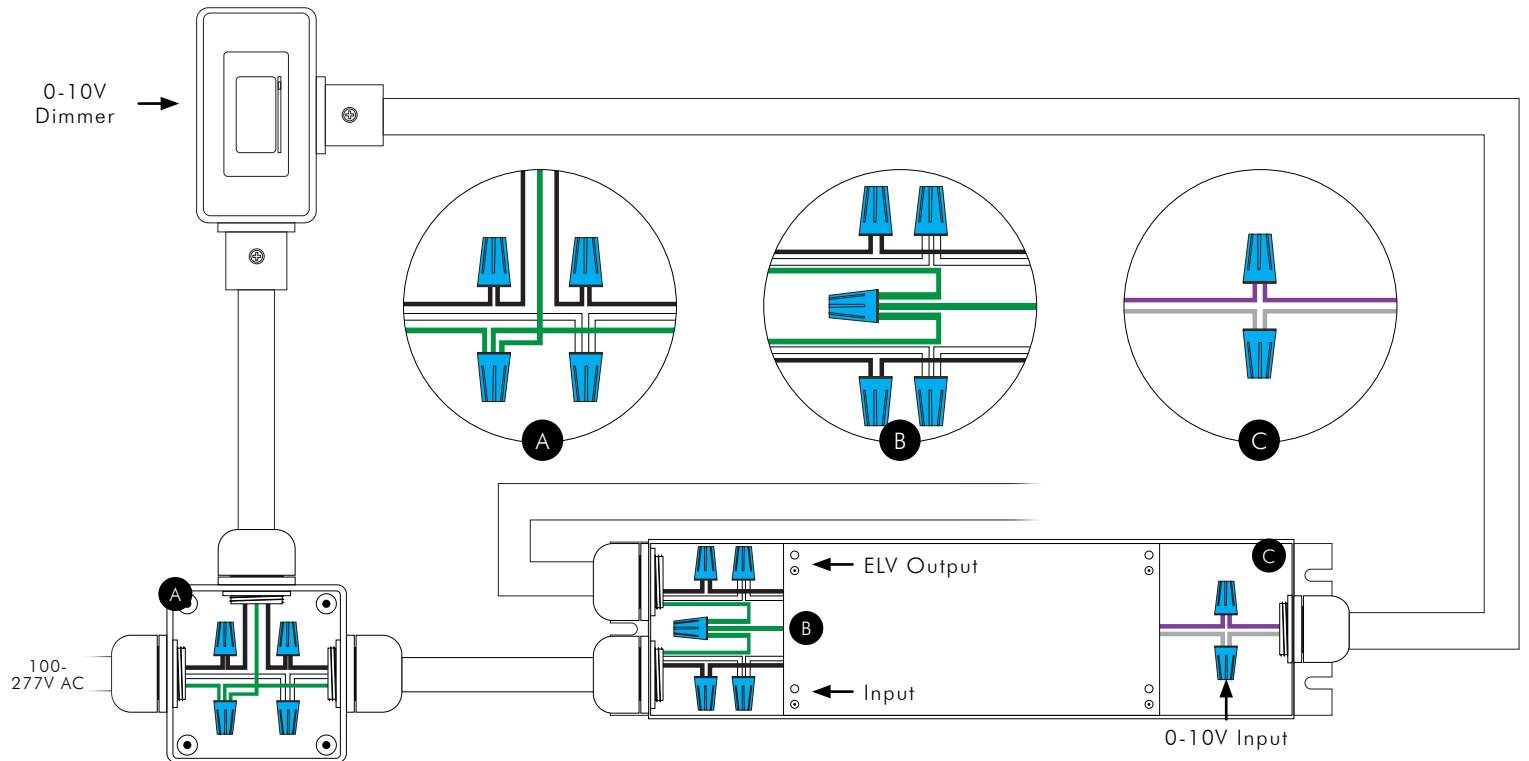 0-10V
Dimmer
A
B
C
A
C
ELV Output
B
100-
277V AC
Input
0-10V Input